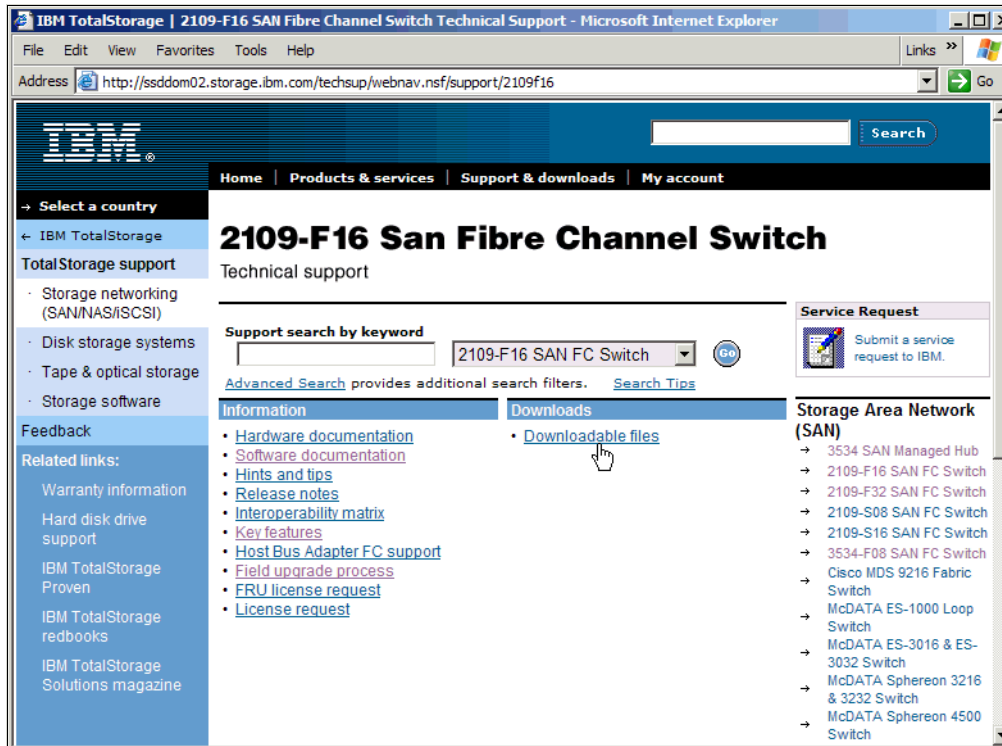 IBM TotalStorage | 2109-F16 SAN Fibre Channel Switch Technical Support - Microsoft Internet Explorer
File Edit View Favorites Tools Help Links »
Address http://ssddom02.storage.ibm.com/techsup/webnav.nsf/support/2109f16 Go
IBM®
Search
Home | Products & services | Support & downloads | My account
→ Select a country
← IBM TotalStorage
TotalStorage support
· Storage networking
(SAN/NAS/iSCSI)
· Disk storage systems
· Tape & optical storage
· Storage software
Feedback
Related links:
Warranty information
Hard disk drive
support
IBM TotalStorage
Proven
IBM TotalStorage
redbooks
IBM TotalStorage
Solutions magazine
2109-F16 San Fibre Channel Switch
Technical support
Support search by keyword
2109-F16 SAN FC Switch Go
Advanced Search provides additional search filters. Search Tips
Information
• Hardware documentation
• Software documentation
• Hints and tips
• Release notes
• Interoperability matrix
• Key features
• Host Bus Adapter FC support
• Field upgrade process
• FRU license request
• License request
Downloads
• Downloadable files
Service Request
Submit a service
request to IBM.
Storage Area Network
(SAN)
→ 3534 SAN Managed Hub
→ 2109-F16 SAN FC Switch
→ 2109-F32 SAN FC Switch
→ 2109-S08 SAN FC Switch
→ 2109-S16 SAN FC Switch
→ 3534-F08 SAN FC Switch
→ Cisco MDS 9216 Fabric
Switch
→ McDATA ES-1000 Loop
Switch
→ McDATA ES-3016 & ES-
3032 Switch
→ McDATA Sphereon 3216
& 3232 Switch
→ McDATA Sphereon 4500
Switch